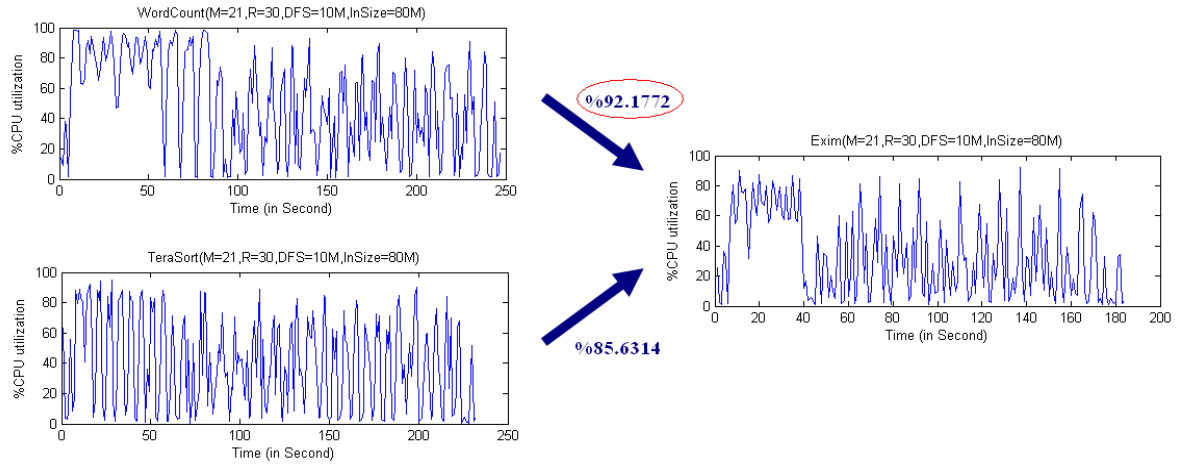 WordCount(M=21,R=30,DFS=10M,InSize=80M)
100
80
60
40
20
0
%CPU utilization
0 50 100 150 200 250
Time (in Second)
%92.1772
TeraSort(M=21,R=30,DFS=10M,InSize=80M)
100
80
60
40
20
0
%CPU utilization
0 50 100 150 200 250
Time (in Second)
%85.6314
Exim(M=21,R=30,DFS=10M,InSize=80M)
100
80
60
40
20
0
%CPU utilization
0 20 40 60 80 100 120 140 160 180 200
Time (in Second)